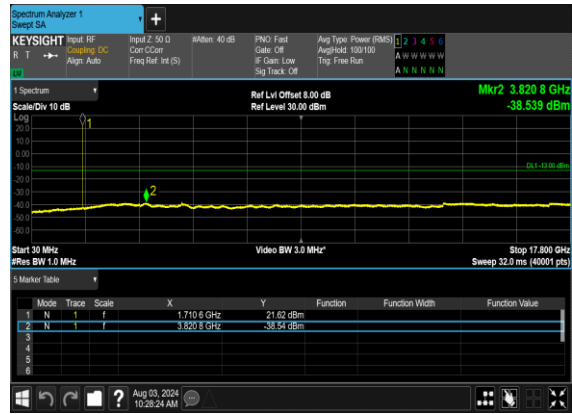 Spectrum Analyzer 1
Swept SA
+
KEYSIGHT Input: RF Input Z: 50 Ω #Atten: 40 dB PNO: Fast Avg Type: Power (RMS) 1 2 3 4 5 6
R T Coupling: DC Corr CCorr Gate: Off Avg|Hold: 100/100 A W W W W W
Align: Auto Freq Ref: Int (S) IF Gain: Low Trig: Free Run
LW Sig Track: Off A N N N N N
1 Spectrum Ref Lvl Offset 8.00 dB Mkr2 3.820 8 GHz
Scale/Div 10 dB Ref Level 30.00 dBm -38.539 dBm
Log
20.0 1
10.0
0.00
-10.0 DL1 -13.00 dBm
-20.0
-30.0 2
-40.0
-50.0
-60.0
Start 30 MHz Video BW 3.0 MHz* Stop 17.800 GHz
#Res BW 1.0 MHz Sweep 32.0 ms (40001 pts)
5 Marker Table
Mode Trace Scale X Y Function Function Width Function Value
1 N 1 f 1.710 6 GHz 21.62 dBm
2 N 1 f 3.820 8 GHz -38.54 dBm
3
4
5
6
? Aug 03, 2024
10:28:24 AM